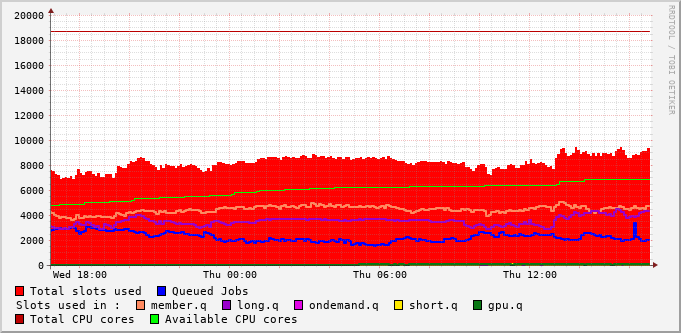 20000
18000
16000
14000
12000
10000
8000
6000
4000
2000
0
Wed 18:00 Thu 00:00 Thu 06:00 Thu 12:00
RRDTOOL / TOBI OETIKER
Total slots used Queued Jobs
Slots used in : member.q long.q ondemand.q short.q gpu.q
Total CPU cores Available CPU cores